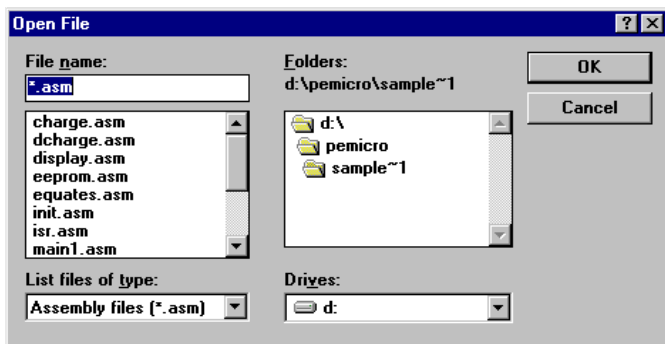 Open File
File name:
*.asm
charge.asm
dcharge.asm
display.asm
eeprom.asm
equates.asm
init.asm
isr.asm
main1.asm
List files of type:
Assembly files (*.asm)
Folders:
d:\pemicro\sample~1
d:\
pemicro
sample~1
Drives:
d:
OK
Cancel